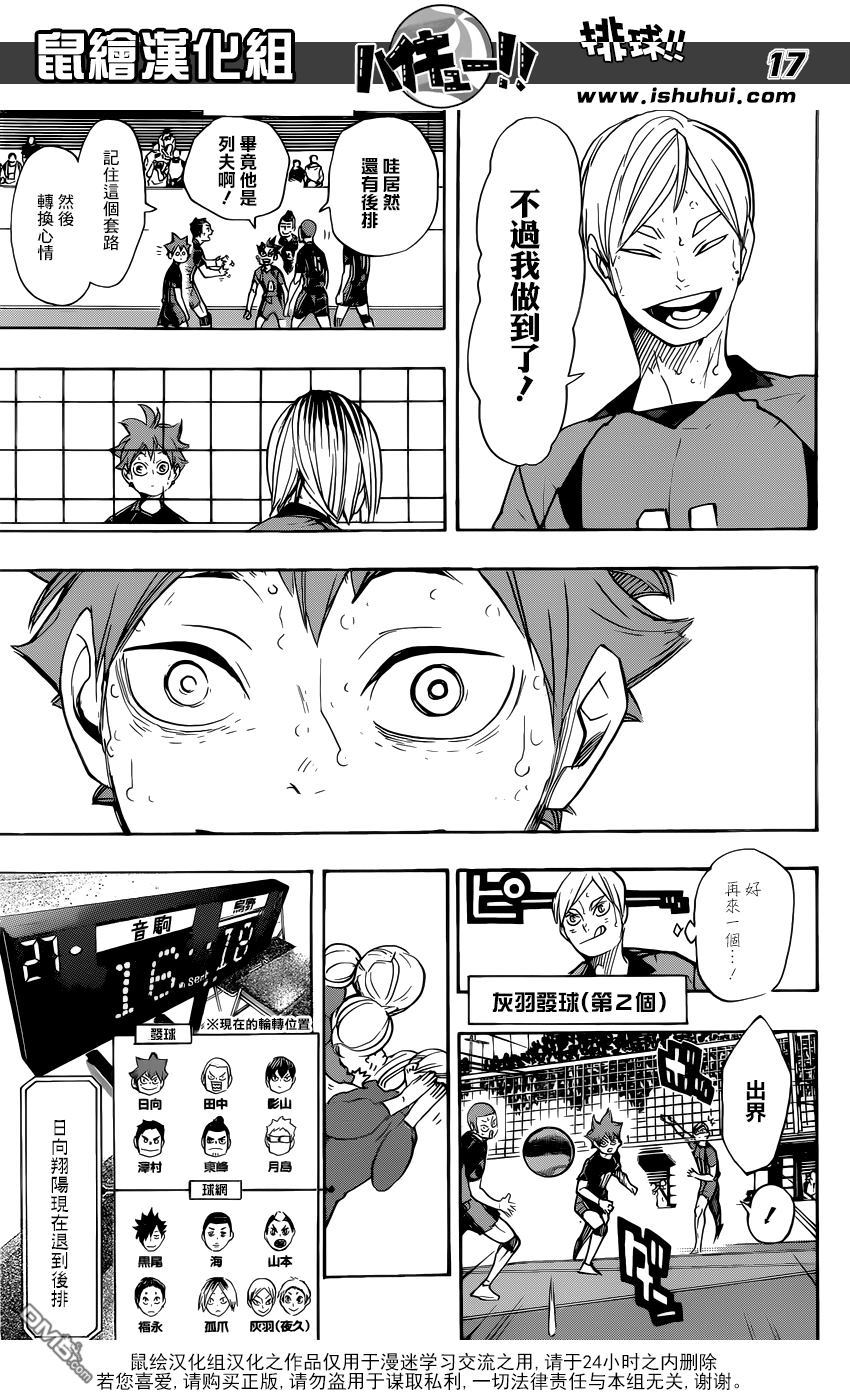 鼠繪漢化組
ハイキュー!!
排球!!
17
www.ishuhui.com
不過我做到了！
哇居然
還有後排
畢竟他是
列夫啊！
記住這個套路
然後
轉換心情
好
再來一個…！
灰羽發球(第2個)
出界
！
音駒
烏野
16
18
set
※現在的輪轉位置
發球
日向
田中
影山
澤村
東峰
月島
球網
黒尾
海
山本
福永
孤爪
灰羽(夜久)
日向翔陽現在退到後排
鼠绘汉化组汉化之作品仅用于漫迷学习交流之用, 请于24小时之内删除
若您喜爱, 请购买正版, 请勿盗用于谋取私利, 一切法律责任与本组无关, 谢谢。